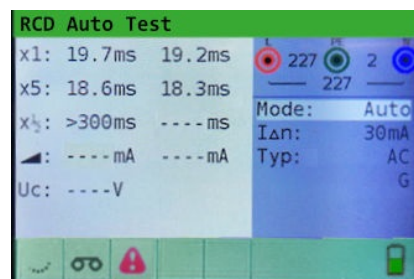 RCD Auto Test
x1: 19.7ms 19.2ms
x5: 18.6ms 18.3ms
x½: >300ms ----ms
◢: ----mA ----mA
Uc: ----V
L PE N
227 2
227
Mode: Auto
IΔn: 30mA
Typ: AC
G